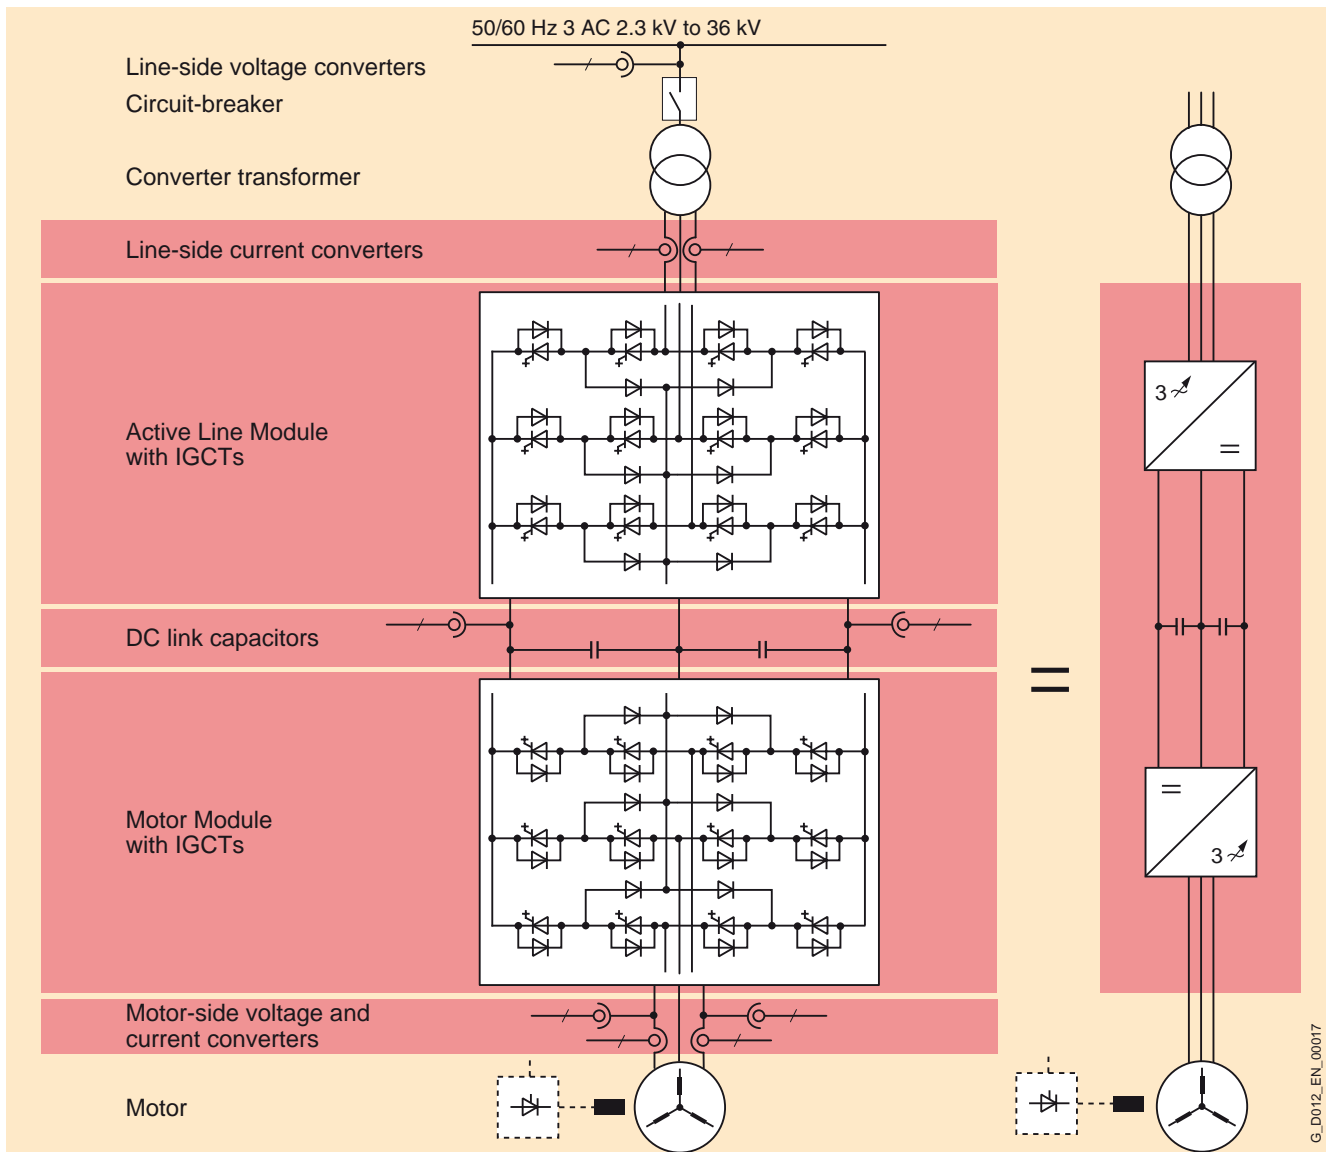 50/60 Hz 3 AC 2.3 kV to 36 kV
Line-side voltage converters
Circuit-breaker
Converter transformer
Line-side current converters
Active Line Module
with IGCTs
DC link capacitors
Motor Module
with IGCTs
Motor-side voltage and
current converters
Motor
3
=
=
=
3
G_D012_EN_00017